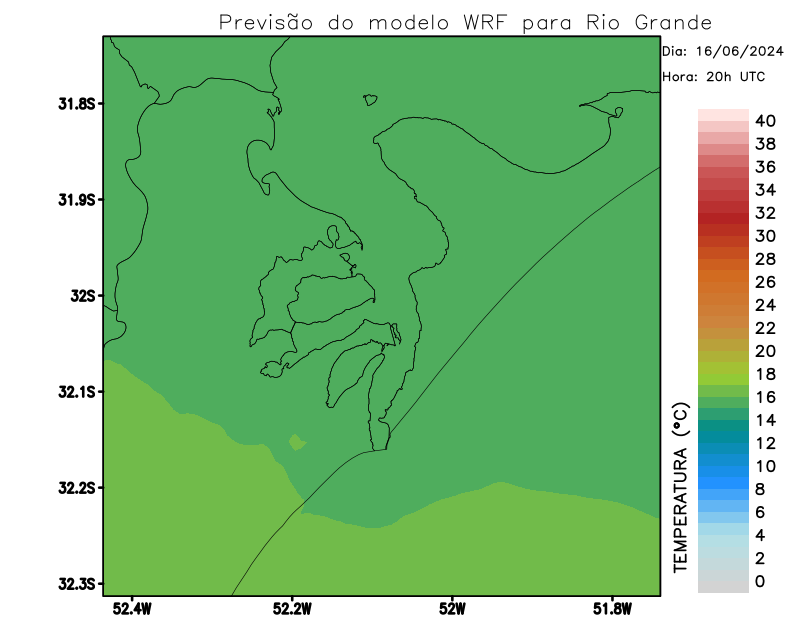 Previsão do modelo WRF para Rio Grande
Dia: 16/06/2024
Hora: 20h UTC
31.8S
31.9S
32S
32.1S
32.2S
32.3S
52.4W
52.2W
52W
51.8W
TEMPERATURA (°C)
40
38
36
34
32
30
28
26
24
22
20
18
16
14
12
10
8
6
4
2
0